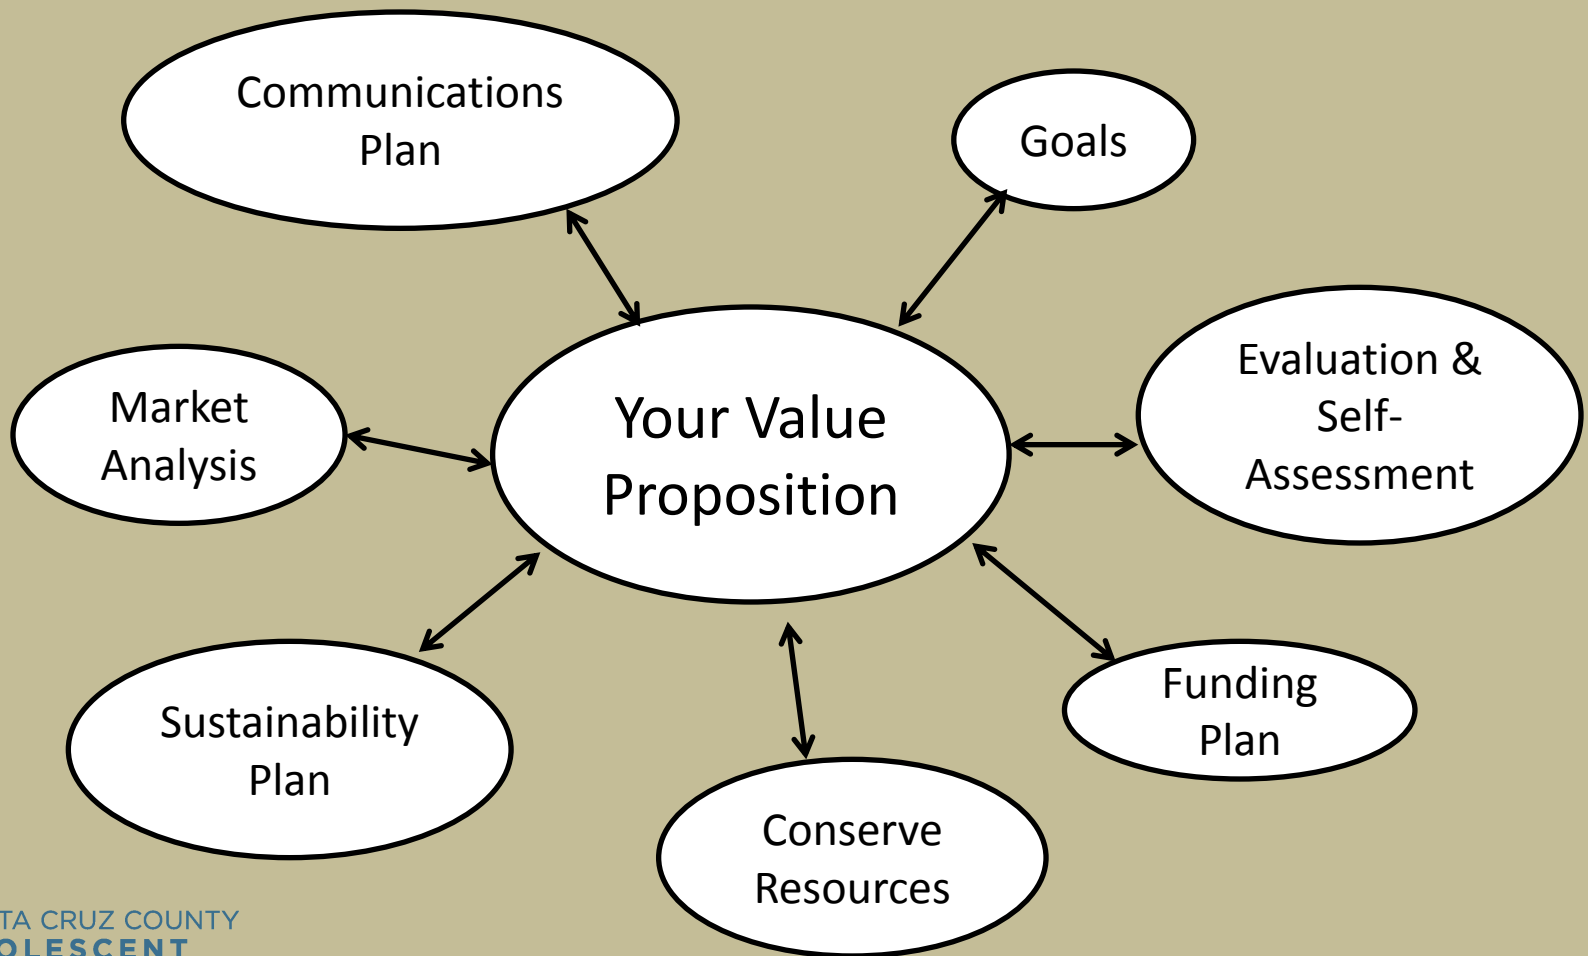 Communications
Plan
Goals
Evaluation &
Self-
Assessment
Market
Analysis
Your Value
Proposition
Sustainability
Plan
Funding
Plan
Conserve
Resources
TA CRUZ COUNTY
OLESCENT